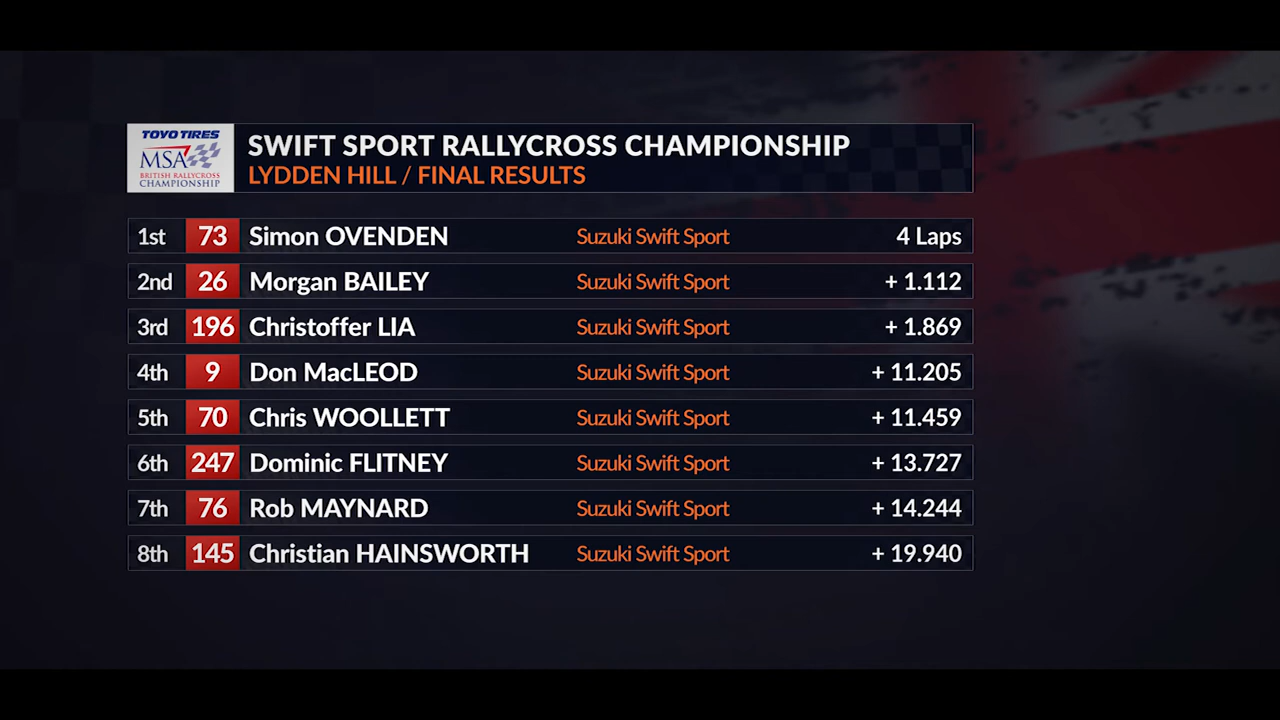 TOYO TIRES
MSA
BRITISH RALLYCROSS
CHAMPIONSHIP
SWIFT SPORT RALLYCROSS CHAMPIONSHIP
LYDDEN HILL / FINAL RESULTS
1st 73 Simon OVENDEN Suzuki Swift Sport 4 Laps
2nd 26 Morgan BAILEY Suzuki Swift Sport + 1.112
3rd 196 Christoffer LIA Suzuki Swift Sport + 1.869
4th 9 Don MacLEOD Suzuki Swift Sport + 11.205
5th 70 Chris WOOLLETT Suzuki Swift Sport + 11.459
6th 247 Dominic FLITNEY Suzuki Swift Sport + 13.727
7th 76 Rob MAYNARD Suzuki Swift Sport + 14.244
8th 145 Christian HAINSWORTH Suzuki Swift Sport + 19.940